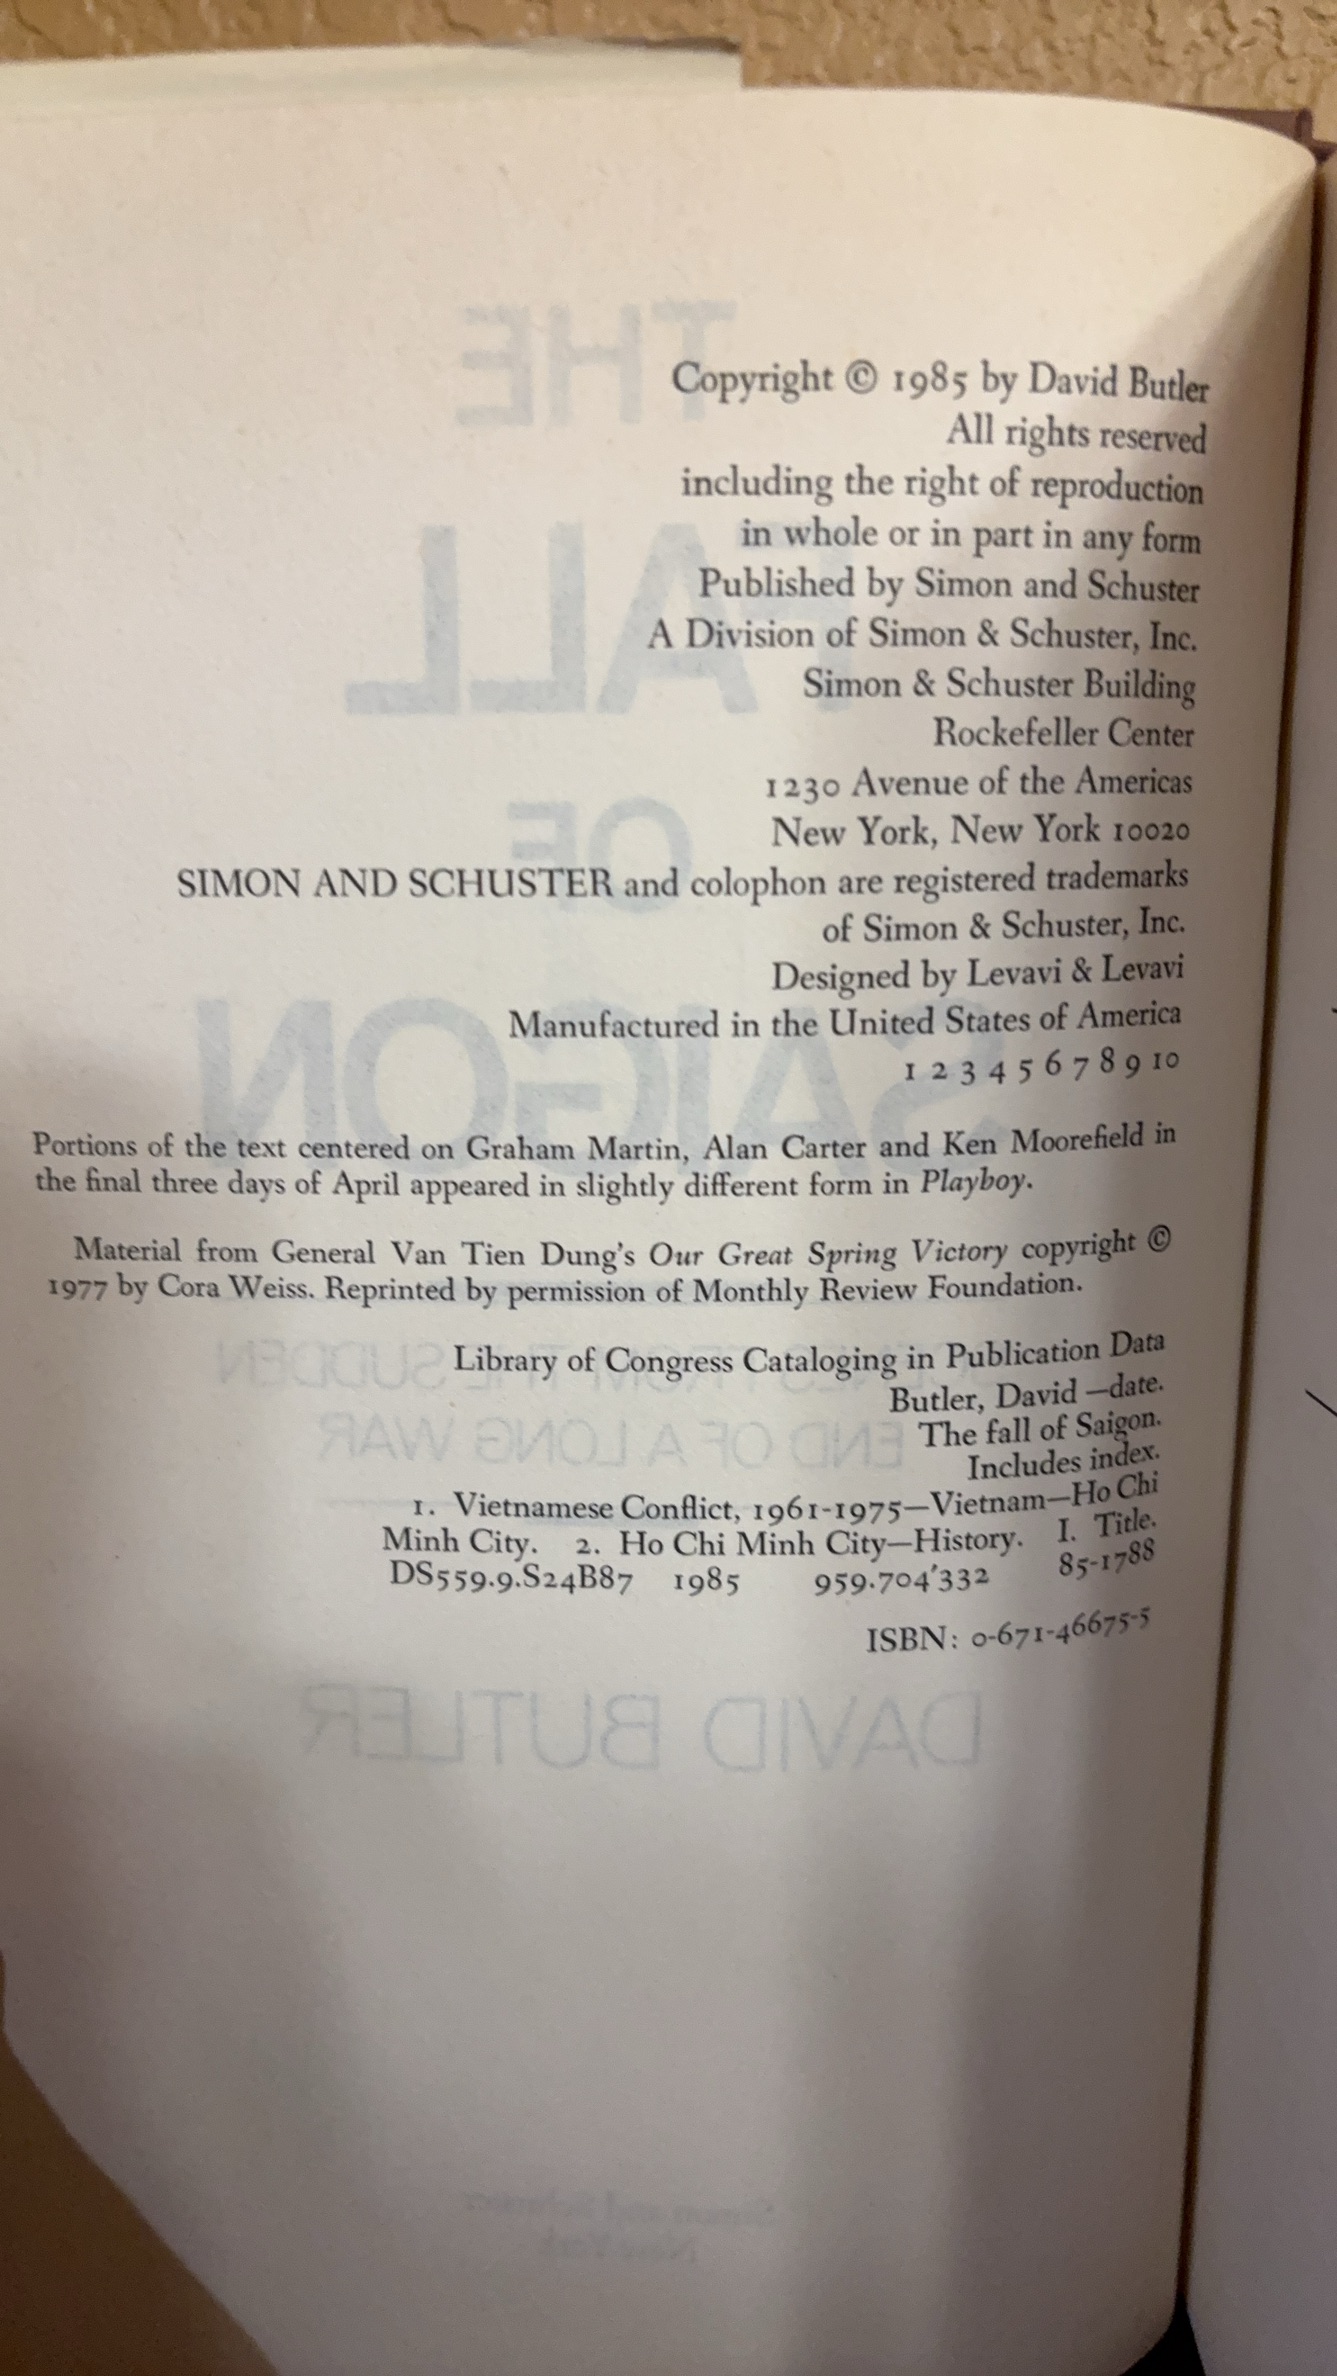 Copyright © 1985 by David Butler
All rights reserved
including the right of reproduction
in whole or in part in any form
Published by Simon and Schuster
A Division of Simon & Schuster, Inc.
Simon & Schuster Building
Rockefeller Center
1230 Avenue of the Americas
New York, New York 10020
SIMON AND SCHUSTER and colophon are registered trademarks
of Simon & Schuster, Inc.
Designed by Levavi & Levavi
Manufactured in the United States of America
1 2 3 4 5 6 7 8 9 10
Portions of the text centered on Graham Martin, Alan Carter and Ken Moorefield in
the final three days of April appeared in slightly different form in Playboy.
Material from General Van Tien Dung's Our Great Spring Victory copyright ©
1977 by Cora Weiss. Reprinted by permission of Monthly Review Foundation.
Library of Congress Cataloging in Publication Data
Butler, David —date.
The fall of Saigon.
Includes index.
1. Vietnamese Conflict, 1961-1975—Vietnam—Ho Chi
Minh City. 2. Ho Chi Minh City—History. I. Title.
DS559.9.S24B87 1985 959.704'332 85-1788
ISBN: 0-671-46675-5